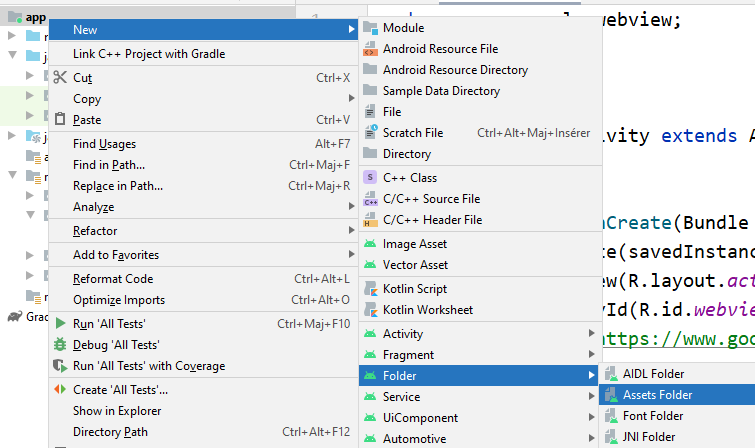 app
New
Link C++ Project with Gradle
Cut Ctrl+X
Copy
Paste Ctrl+V
Find Usages Alt+F7
Find in Path... Ctrl+Maj+F
Replace in Path... Ctrl+Maj+R
Analyze
Refactor
Add to Favorites
Reformat Code Ctrl+Alt+L
Optimize Imports Ctrl+Alt+O
Run 'All Tests' Ctrl+Maj+F10
Debug 'All Tests'
Run 'All Tests' with Coverage
Create 'All Tests'...
Show in Explorer
Directory Path Ctrl+Alt+F12
Module
Android Resource File
Android Resource Directory
Sample Data Directory
File
Scratch File Ctrl+Alt+Maj+Insérer
Directory
C++ Class
C/C++ Source File
C/C++ Header File
Image Asset
Vector Asset
Kotlin Script
Kotlin Worksheet
Activity
Fragment
Folder
Service
UiComponent
Automotive
AIDL Folder
Assets Folder
Font Folder
JNI Folder
webview;
vity extends A
Create(Bundle
te(savedInstanc
ew(R.layout.act
yId(R.id.webvie
https://www.goo
Grad